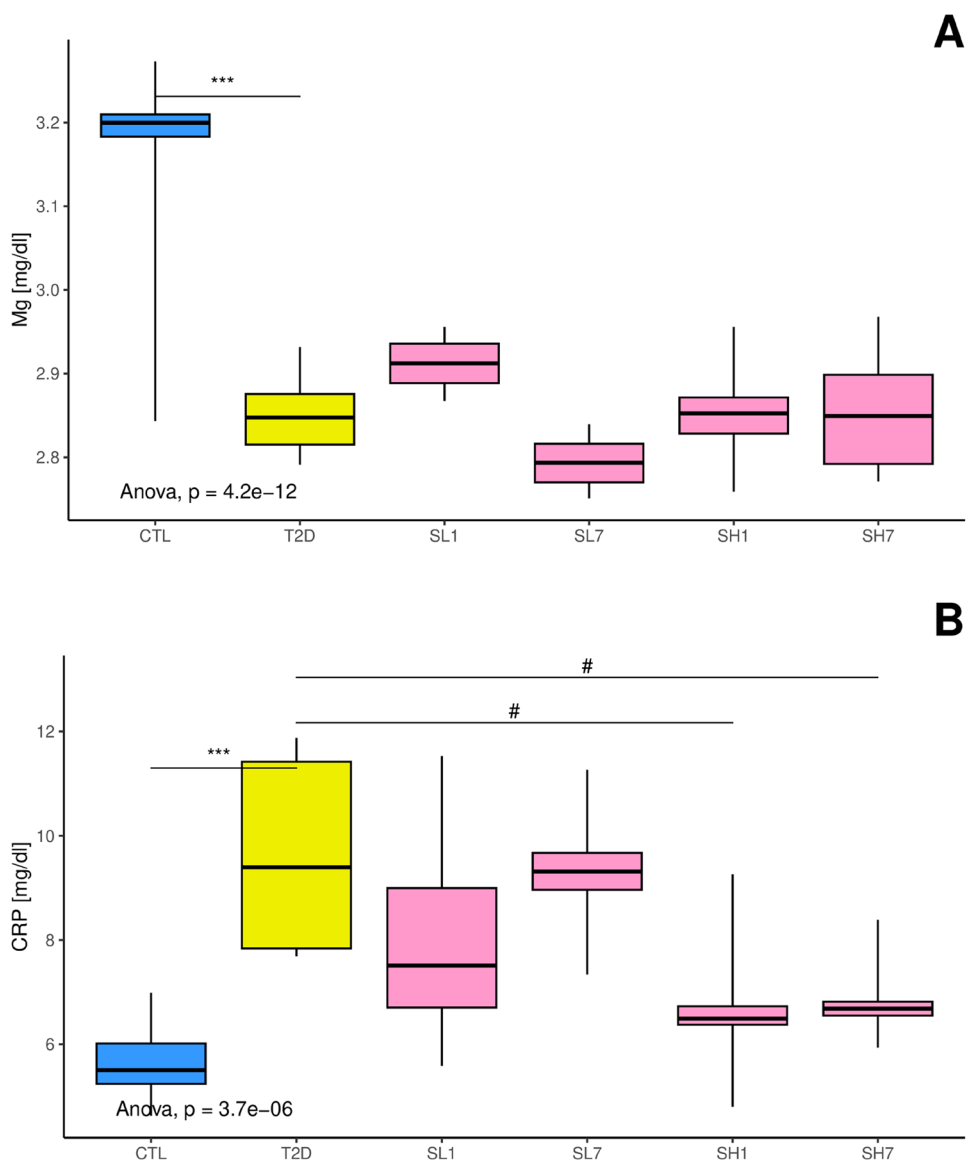 A
***
3.2
3.1
3.0
2.9
2.8
Mg [mg/dl]
Anova, p = 4.2e−12
CTL T2D SL1 SL7 SH1 SH7
B
#
#
***
12
10
8
6
CRP [mg/dl]
Anova, p = 3.7e−06
CTL T2D SL1 SL7 SH1 SH7